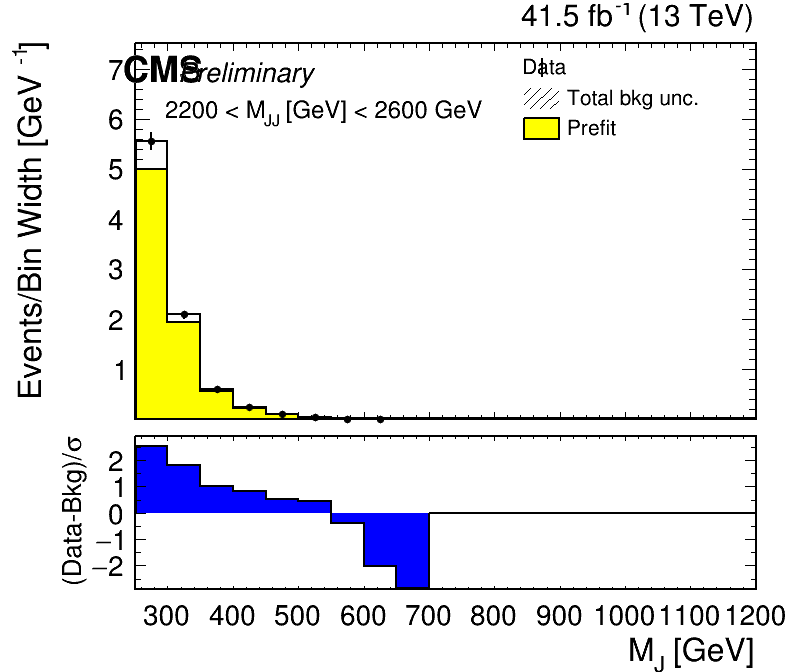 41.5 fb⁻¹ (13 TeV)
CMS Preliminary
Data
2200 < M_JJ [GeV] < 2600 GeV
Total bkg unc.
Prefit
Events/Bin Width [GeV⁻¹]
7
6
5
4
3
2
1
(Data-Bkg)/σ
2
1
0
−1
−2
300 400 500 600 700 800 900 1000 1100 1200
M_J [GeV]